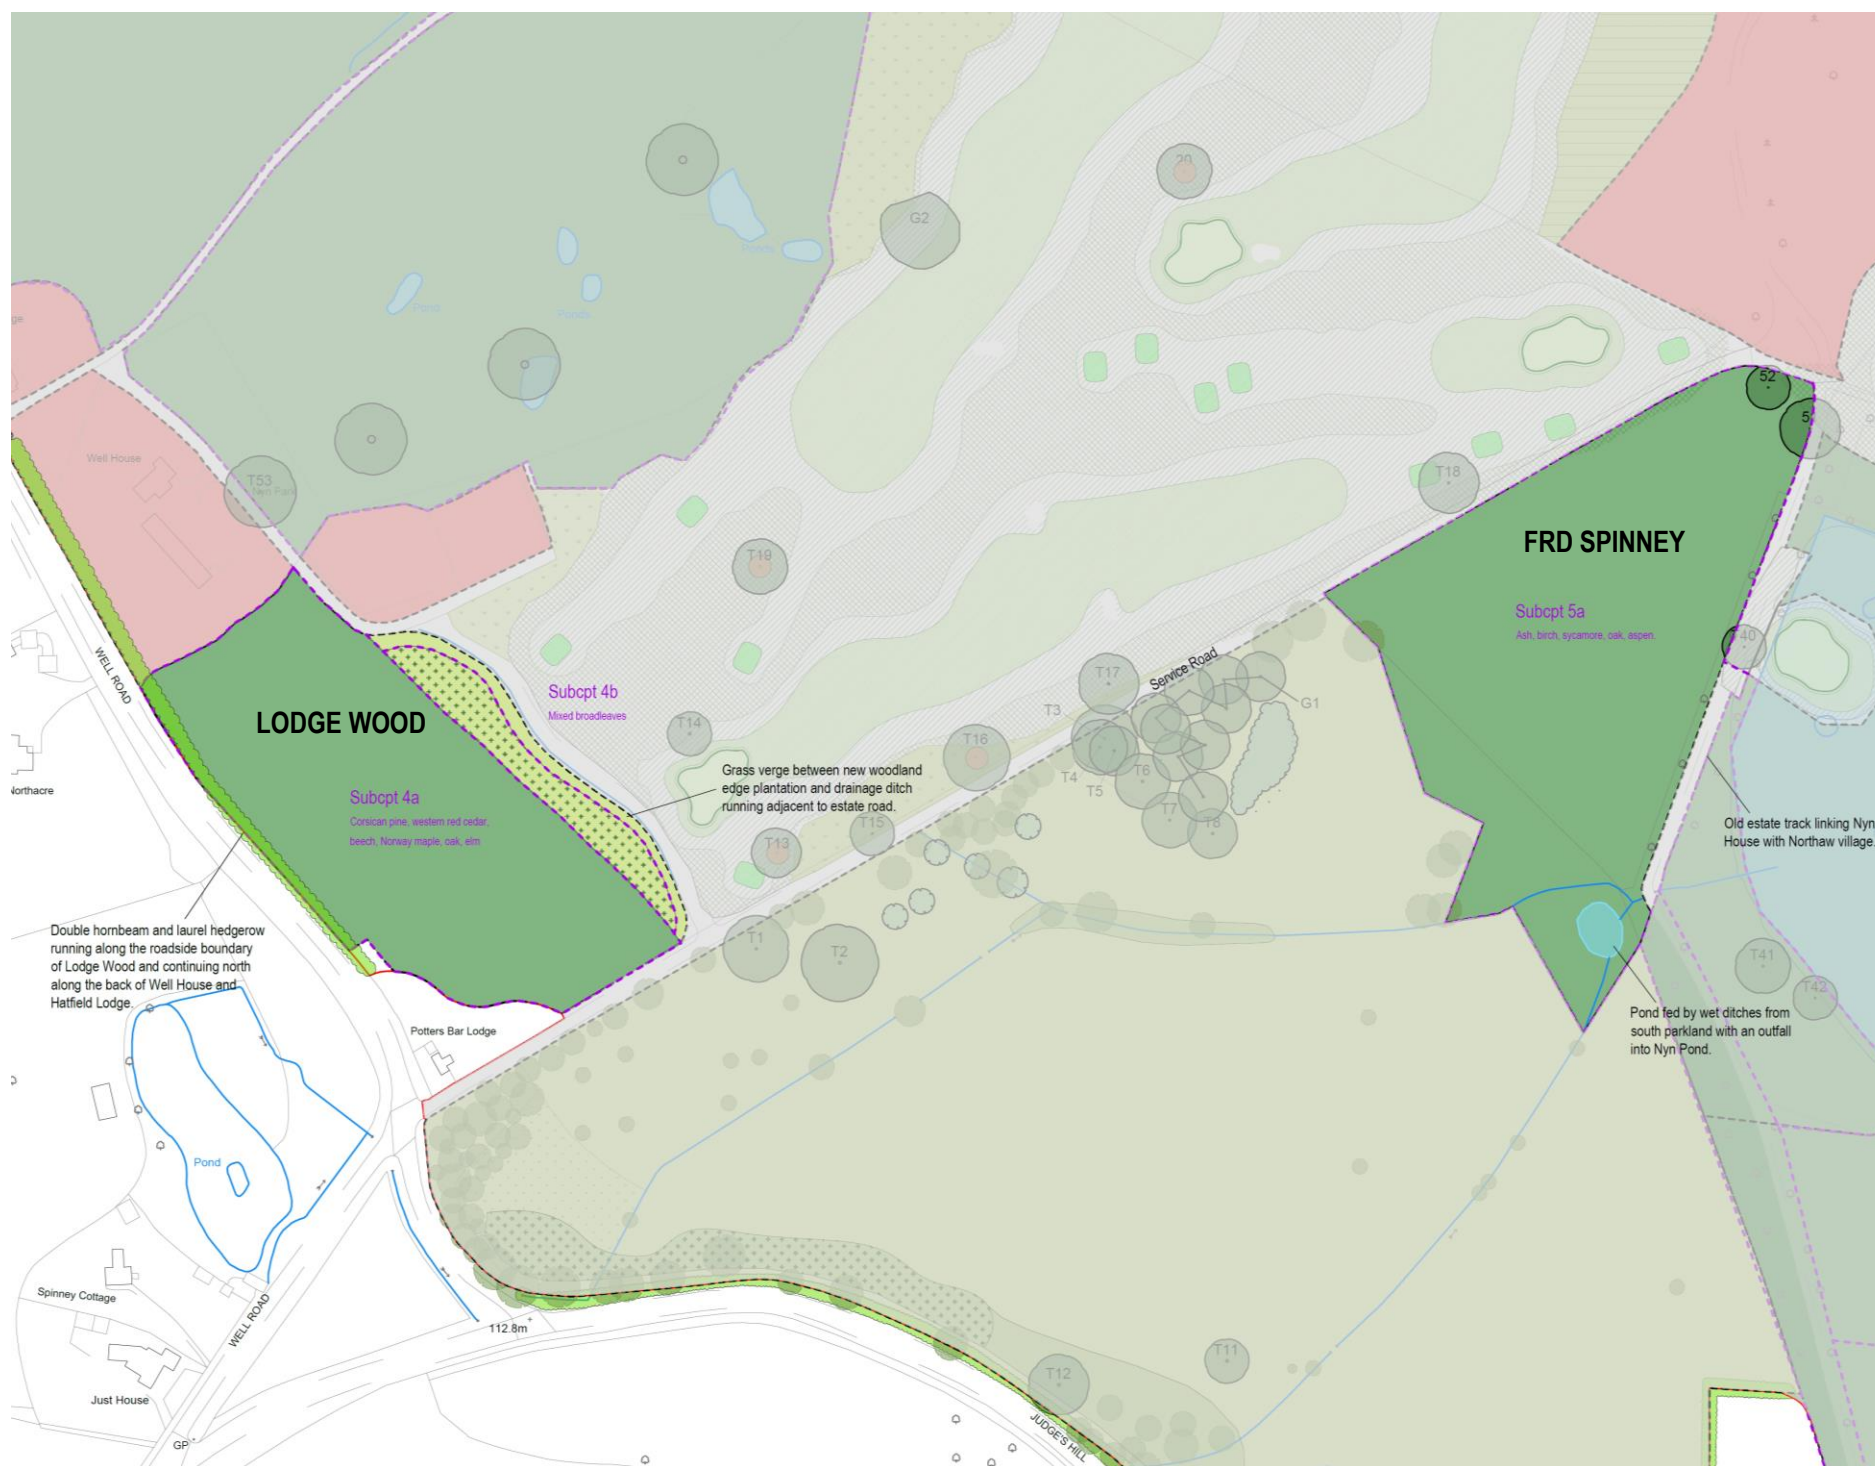 20
G2
Ponds
Pond
Ponds
ge
Well House
T53
Nyn Park
52
5
T18
T19
FRD SPINNEY
Subcpt 5a
Ash, birch, sycamore, oak, aspen.
T40
WELL ROAD
LODGE WOOD
Subcpt 4b
Mixed broadleaves
Service Road
T17
G1
T3
T14
T16
T4
T5
T6
T7
T8
Northacre
Subcpt 4a
Corsican pine, western red cedar,
beech, Norway maple, oak, elm
Grass verge between new woodland
edge plantation and drainage ditch
running adjacent to estate road.
T15
T13
Old estate track linking Nyn
House with Northaw village.
Double hornbeam and laurel hedgerow
running along the roadside boundary
of Lodge Wood and continuing north
along the back of Well House and
Hatfield Lodge.
T1
T2
T41
T42
Pond fed by wet ditches from
south parkland with an outfall
into Nyn Pond.
Potters Bar Lodge
Pond
Spinney Cottage
WELL ROAD
112.8m
Just House
GP
T11
T12
JUDGE'S HILL